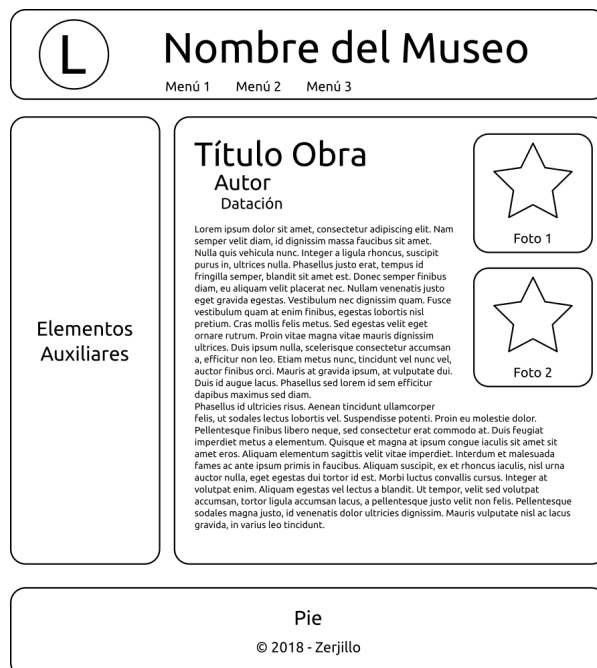 L
Nombre del Museo
Menú 1 Menú 2 Menú 3
Elementos
Auxiliares
Título Obra
Autor
Datación
Lorem ipsum dolor sit amet, consectetur adipiscing elit. Nam
semper velit diam, id dignissim massa faucibus sit amet.
Nulla quis vehicula nunc. Integer a ligula rhoncus, suscipit
purus in, ultrices nulla. Phasellus justo erat, tempus id
fringilla semper, blandit sit amet est. Donec semper finibus
diam, eu aliquam velit placerat nec. Nullam venenatis justo
eget gravida egestas. Vestibulum nec dignissim quam. Fusce
vestibulum quam at enim finibus, egestas lobortis nisl
pretium. Cras mollis felis metus. Sed egestas velit eget
ornare rutrum. Proin vitae magna vitae mauris dignissim
ultrices. Duis ipsum nulla, scelerisque consectetur accumsan
a, efficitur non leo. Etiam metus nunc, tincidunt vel nunc vel,
auctor finibus orci. Mauris at gravida ipsum, at vulputate dui.
Duis id augue lacus. Phasellus sed lorem id sem efficitur
dapibus maximus sed diam.
Phasellus id ultricies risus. Aenean tincidunt ullamcorper
felis, ut sodales lectus lobortis vel. Suspendisse potenti. Proin eu molestie dolor.
Pellentesque finibus libero neque, sed consectetur erat commodo at. Duis feugiat
imperdiet metus a elementum. Quisque et magna at ipsum congue iaculis sit amet sit
amet eros. Aliquam elementum sagittis velit vitae imperdiet. Interdum et malesuada
fames ac ante ipsum primis in faucibus. Aliquam suscipit, ex et rhoncus iaculis, nisl urna
auctor nulla, eget egestas dui tortor id est. Morbi luctus convallis cursus. Integer at
volutpat enim. Aliquam egestas vel lectus a blandit. Ut tempor, velit sed volutpat
accumsan, tortor ligula accumsan lacus, a pellentesque justo velit non felis. Pellentesque
sodales magna justo, id venenatis dolor ultricies dignissim. Mauris vulputate nisl ac lacus
gravida, in varius leo tincidunt.
Foto 1
Foto 2
Pie
© 2018 - Zerjillo